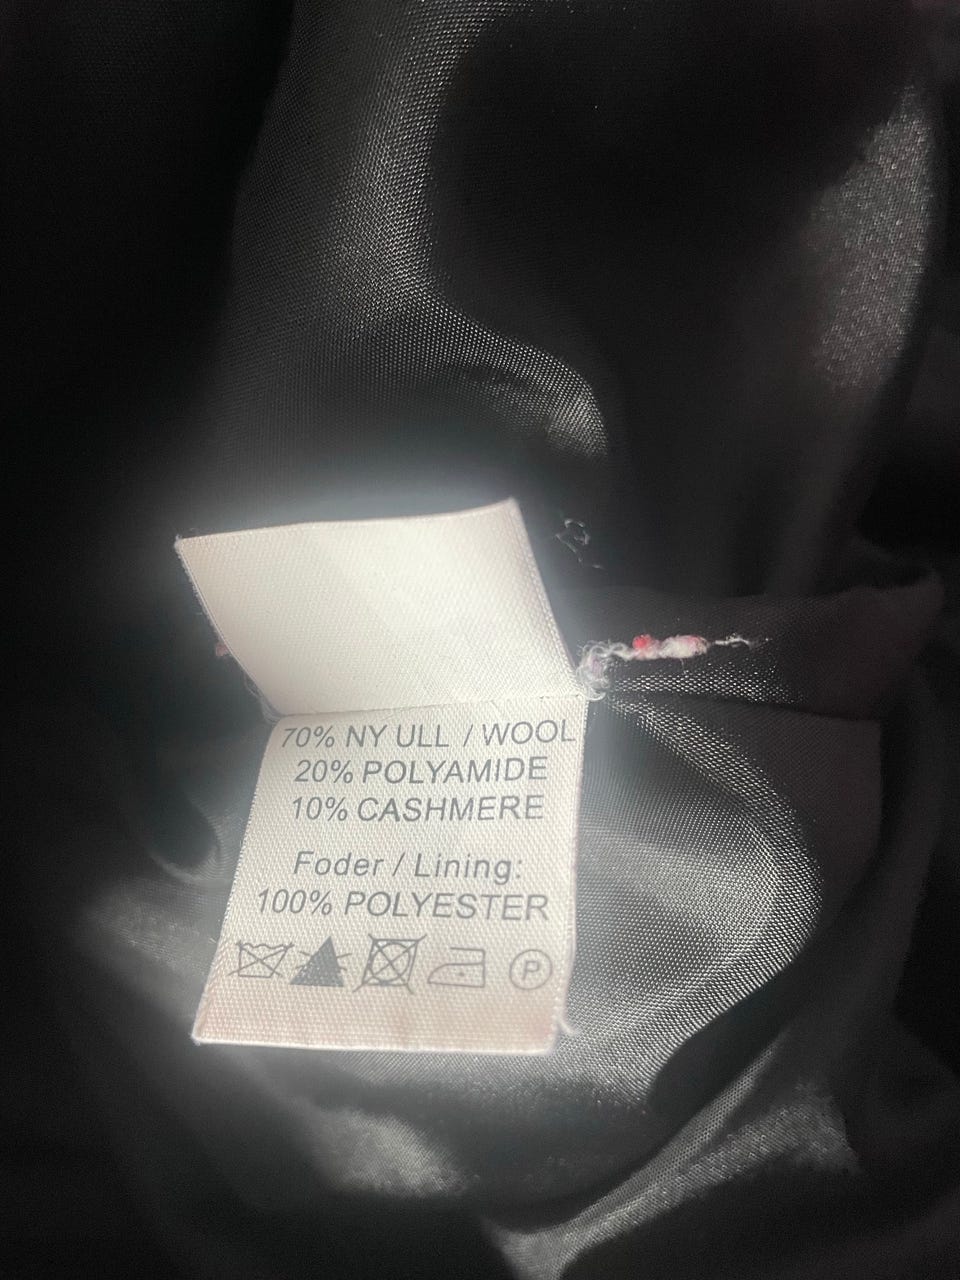 70% NY ULL / WOOL
20% POLYAMIDE
10% CASHMERE
Foder / Lining:
100% POLYESTER
P